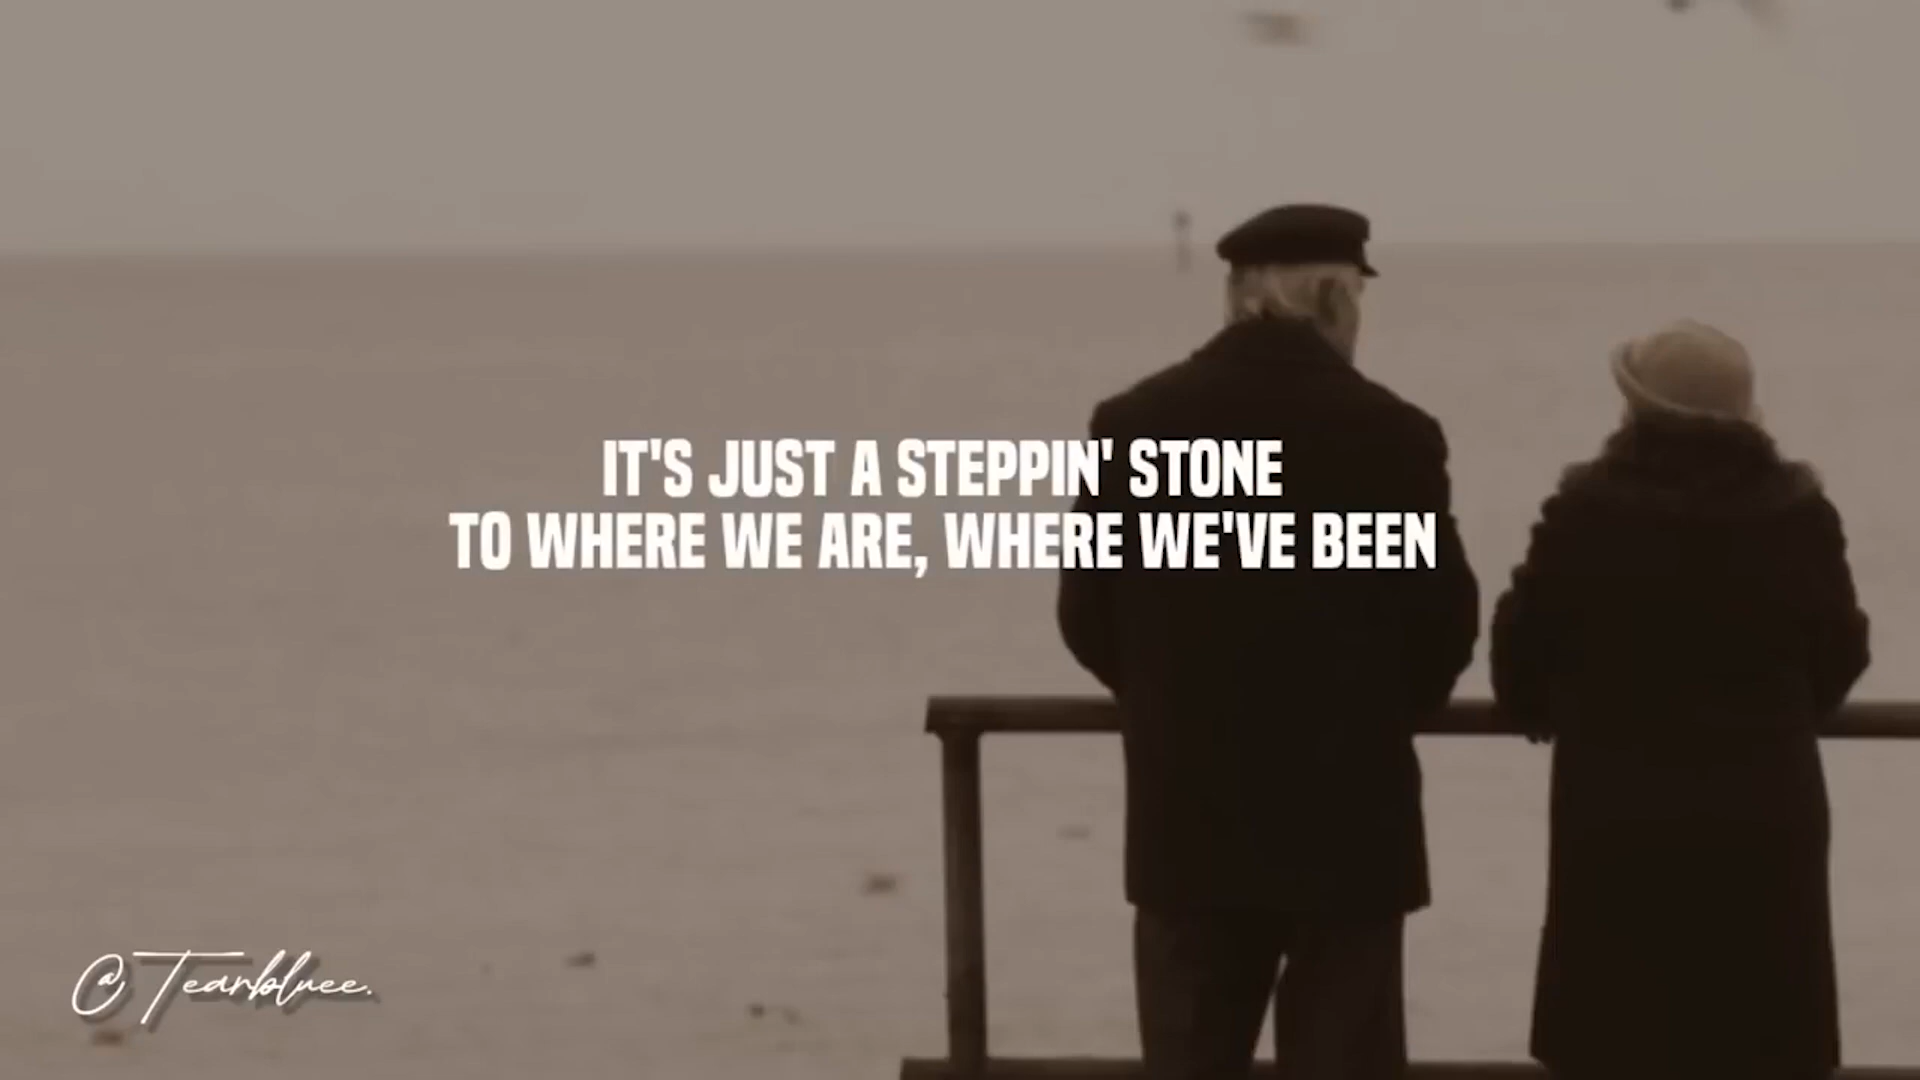 IT'S JUST A STEPPIN' STONE
TO WHERE WE ARE, WHERE WE'VE BEEN
@Tearbluee.